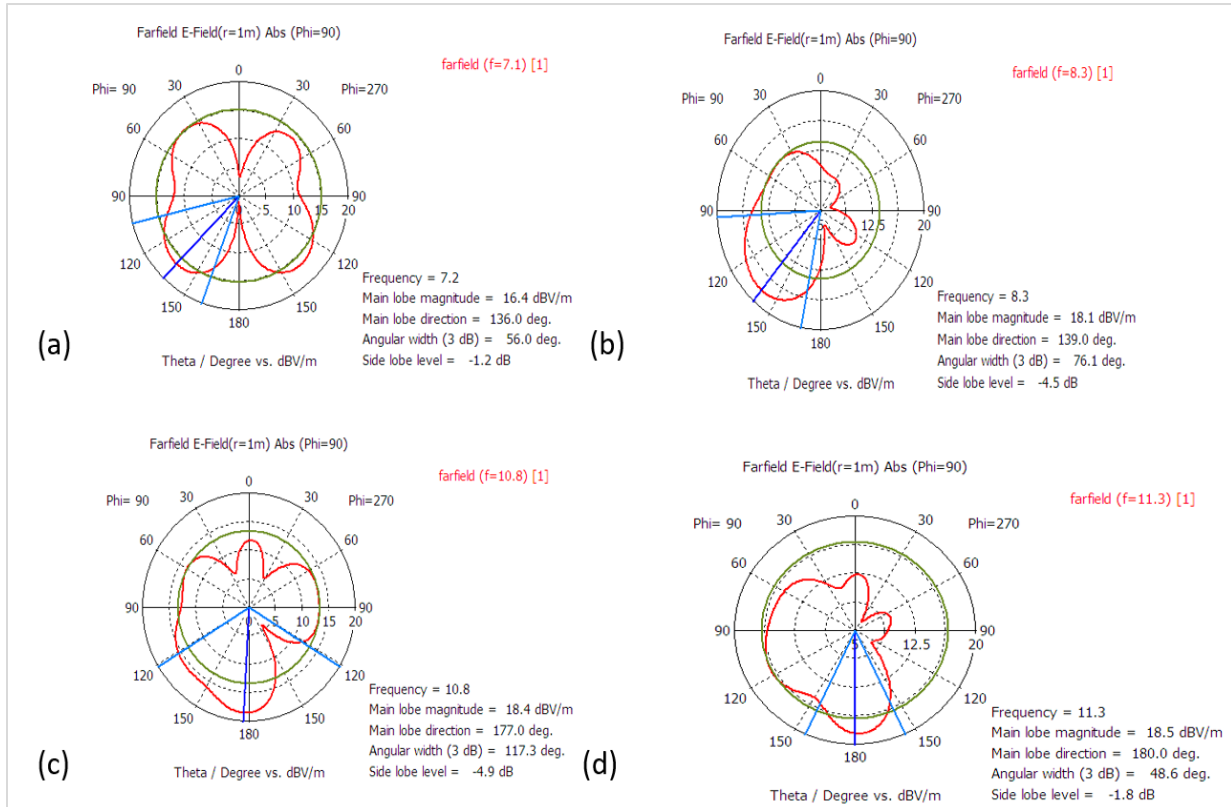 Farfield E-Field(r=1m) Abs (Phi=90)
farfield (f=7.1) [1]
0
30 30
Phi= 90 Phi=270
60 60
90 5 10 15 20 90
120 120
150 150
180
Frequency = 7.2
Main lobe magnitude = 16.4 dBV/m
Main lobe direction = 136.0 deg.
Angular width (3 dB) = 56.0 deg.
Side lobe level = -1.2 dB
(a)
Theta / Degree vs. dBV/m
Farfield E-Field(r=1m) Abs (Phi=90)
farfield (f=8.3) [1]
0
30 30
Phi= 90 Phi=270
60 60
90 5 12.5 20 90
120 120
150 150
180
Frequency = 8.3
Main lobe magnitude = 18.1 dBV/m
Main lobe direction = 139.0 deg.
Angular width (3 dB) = 76.1 deg.
Side lobe level = -4.5 dB
(b)
Theta / Degree vs. dBV/m
Farfield E-Field(r=1m) Abs (Phi=90)
farfield (f=10.8) [1]
0
30 30
Phi= 90 Phi=270
60 60
90 0 5 10 15 20 90
120 120
150 150
180
Frequency = 10.8
Main lobe magnitude = 18.4 dBV/m
Main lobe direction = 177.0 deg.
Angular width (3 dB) = 117.3 deg.
Side lobe level = -4.9 dB
(c)
Theta / Degree vs. dBV/m
Farfield E-Field(r=1m) Abs (Phi=90)
farfield (f=11.3) [1]
0
30 30
Phi= 90 Phi=270
60 60
90 5 12.5 20 90
120 120
150 150
180
Frequency = 11.3
Main lobe magnitude = 18.5 dBV/m
Main lobe direction = 180.0 deg.
Angular width (3 dB) = 48.6 deg.
Side lobe level = -1.8 dB
(d)
Theta / Degree vs. dBV/m